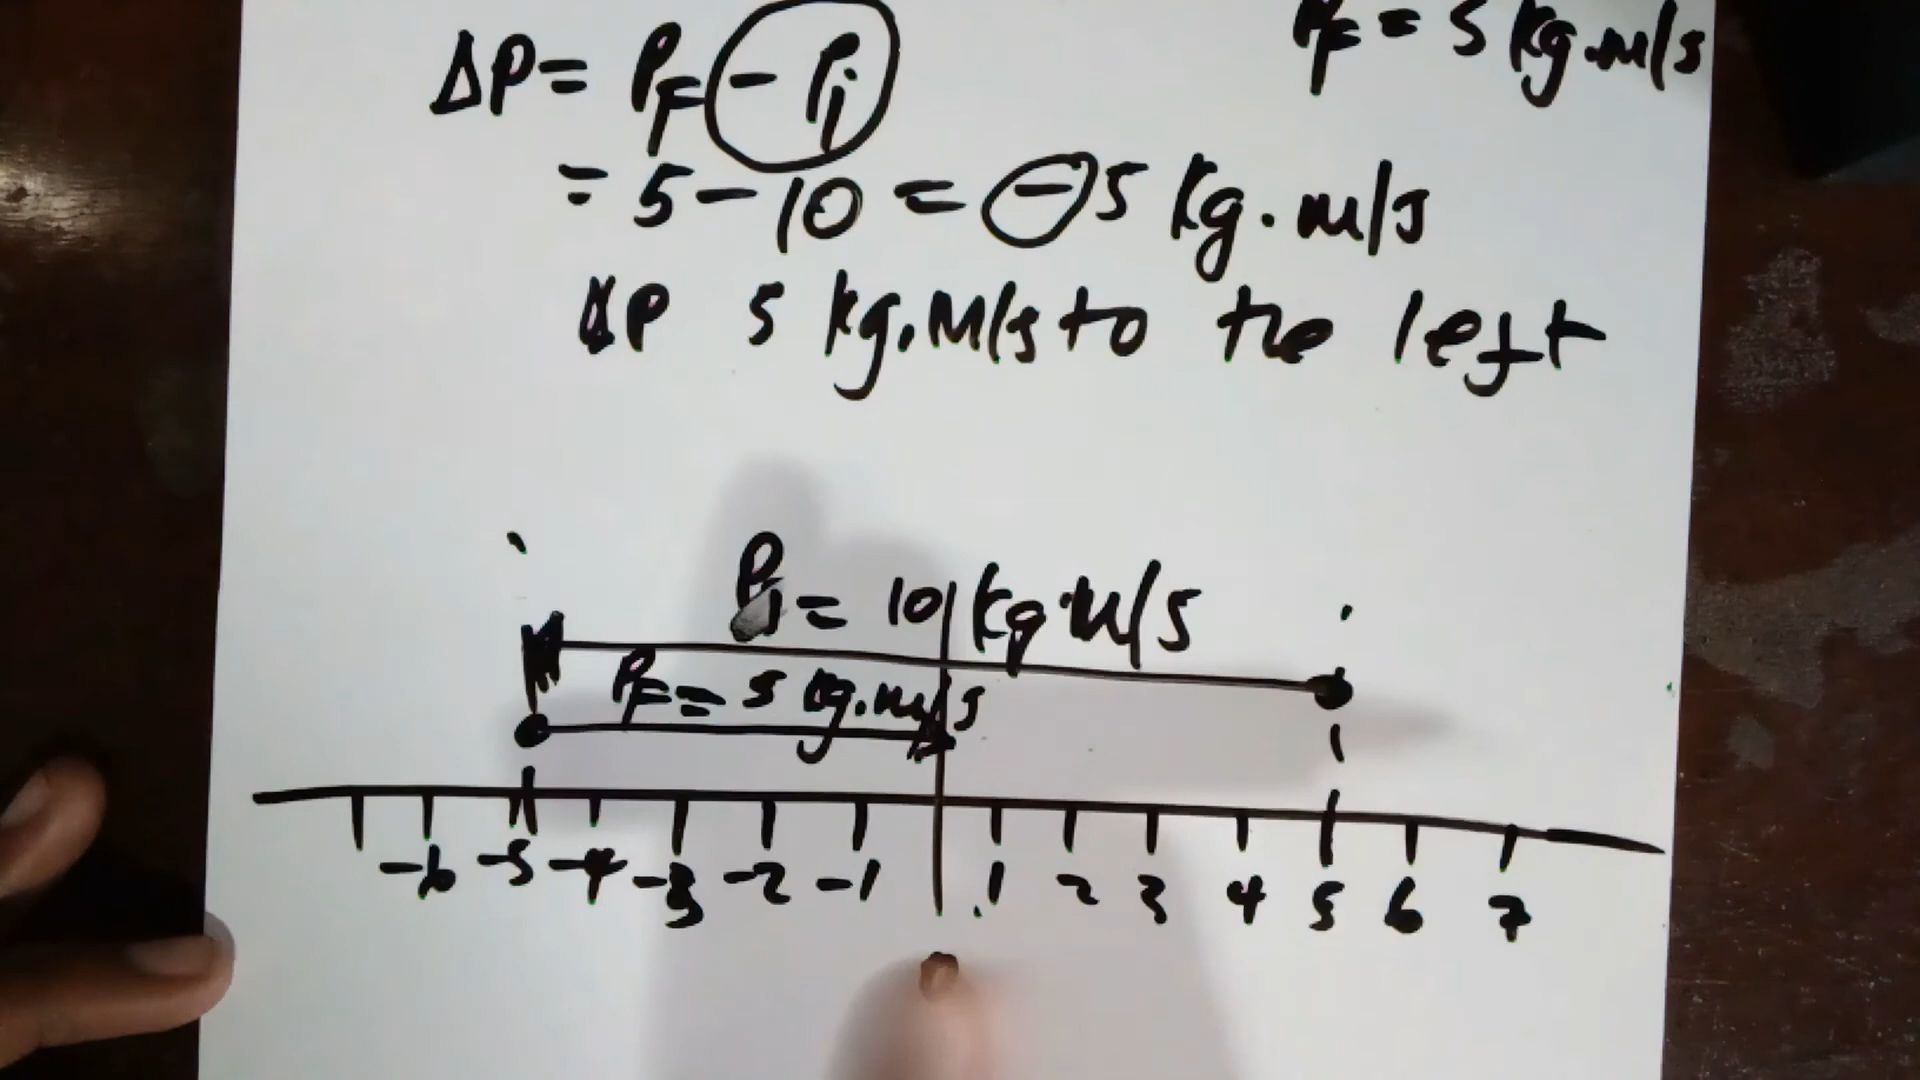 PF = 5 kg.m/s
ΔP = PF - Pi
= 5 - 10 = -5 kg.m/s
ΔP 5 kg.M/s to the left
Pi = 10 kg.m/s
PF = 5 kg.m/s
-6 -5 -4 -3 -2 -1 1 2 3 4 5 6 7